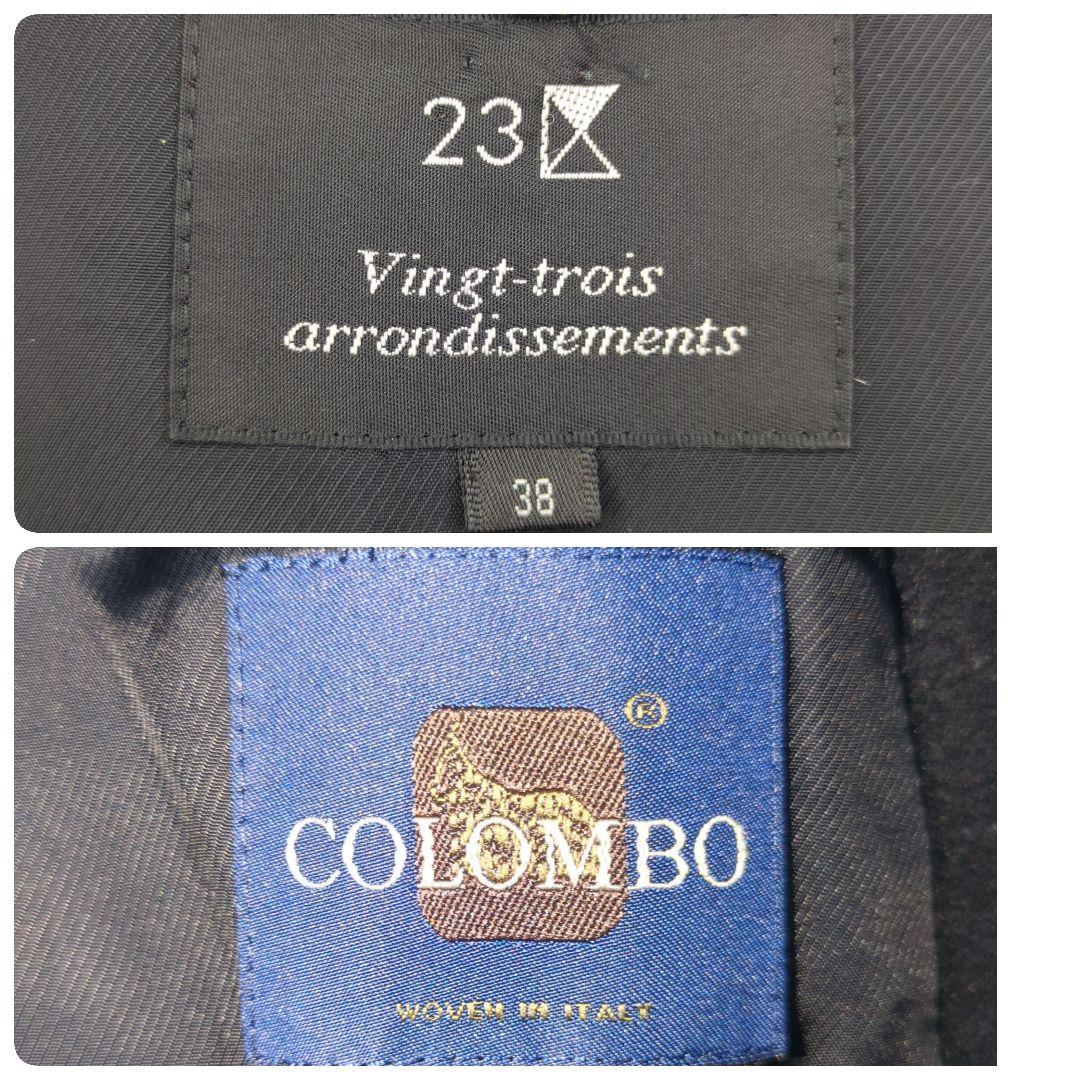 23
Vingt-trois
arrondissements
38
®
COLOMBO
WOVEN IN ITALY